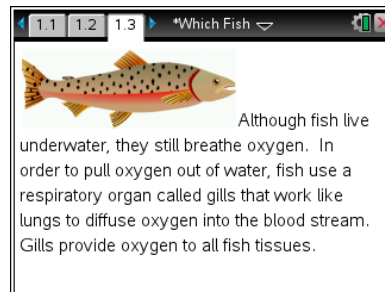 1.1 1.2 1.3 *Which Fish
Although fish live
underwater, they still breathe oxygen. In
order to pull oxygen out of water, fish use a
respiratory organ called gills that work like
lungs to diffuse oxygen into the blood stream.
Gills provide oxygen to all fish tissues.